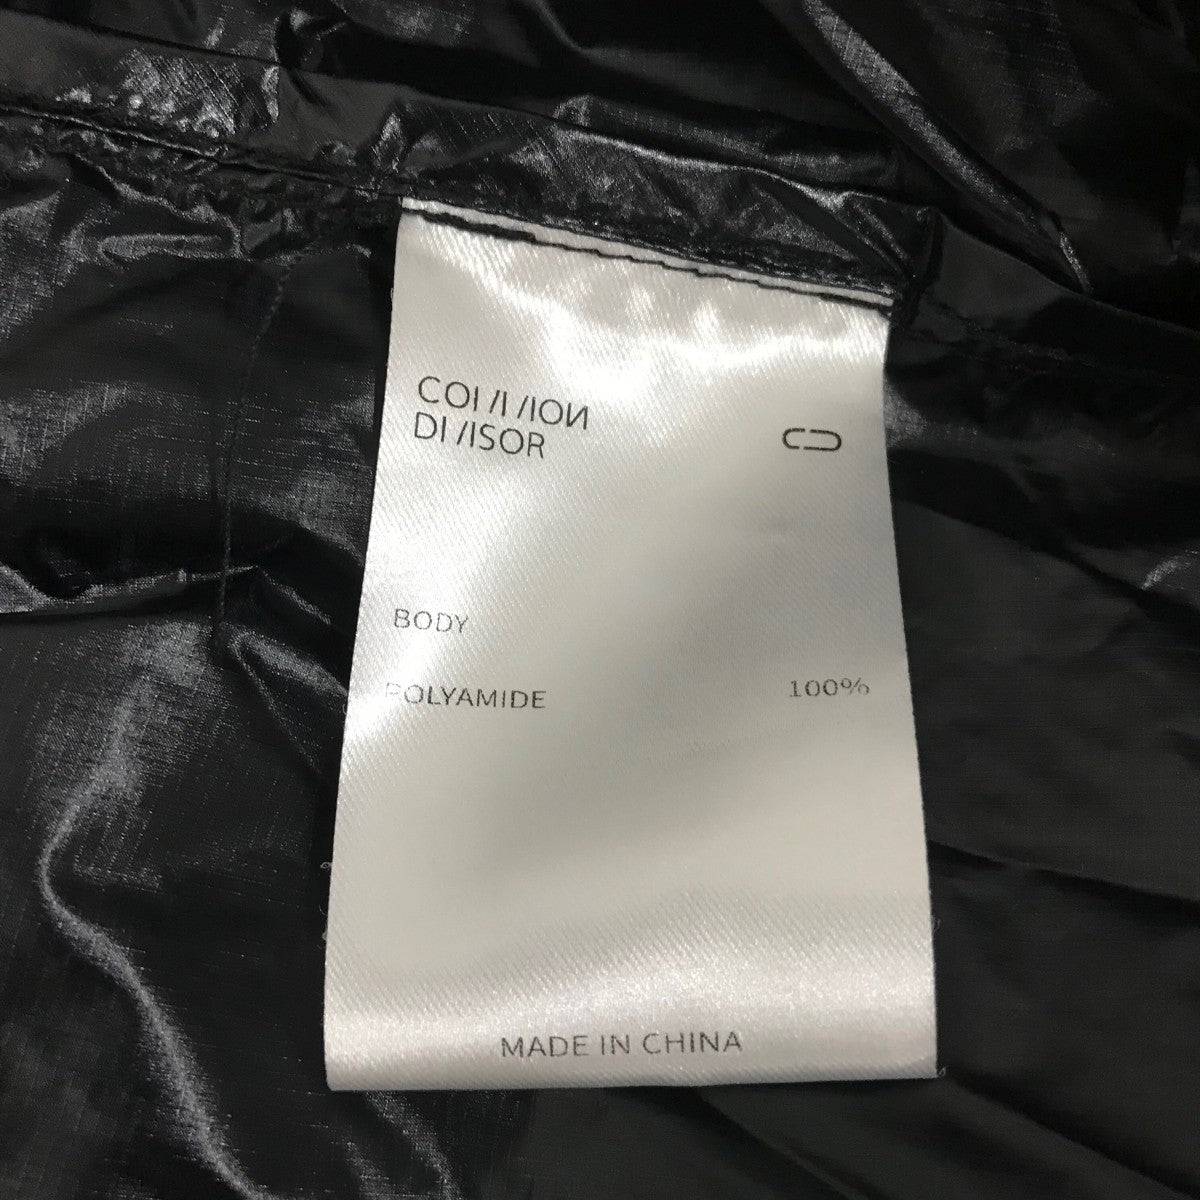 COMMON
DIVISOR
BODY
POLYAMIDE 100%
MADE IN CHINA